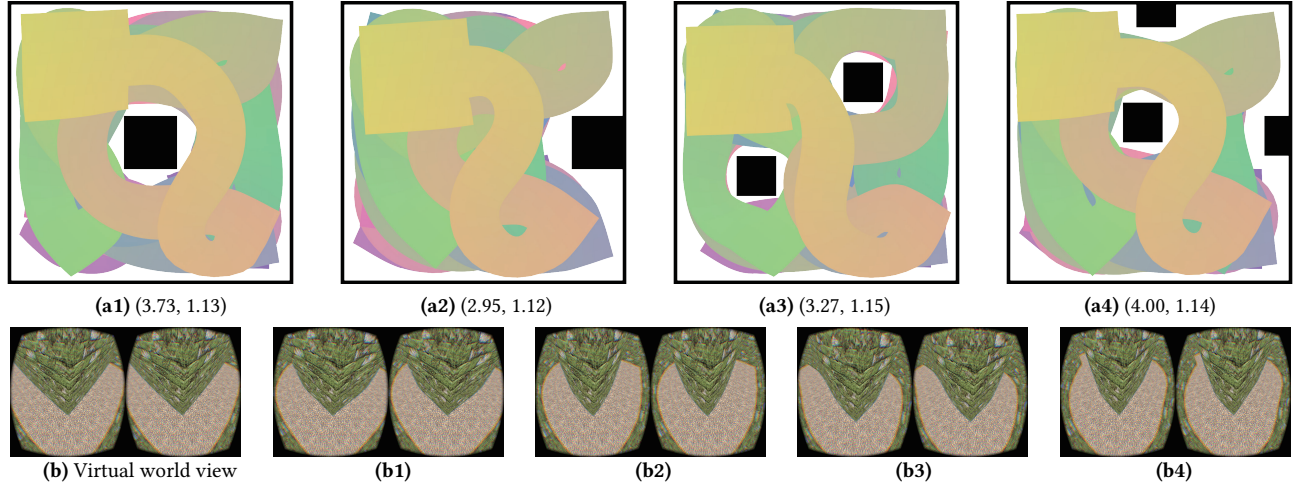 (a1) (3.73, 1.13)
(a2) (2.95, 1.12)
(a3) (3.27, 1.15)
(a4) (4.00, 1.14)
(b) Virtual world view
(b1)
(b2)
(b3)
(b4)